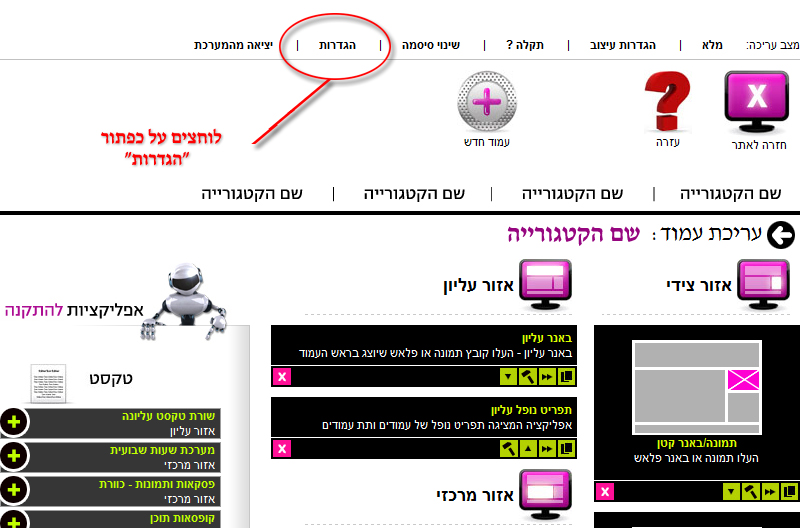 מצב עריכה: מלא | הגדרות עיצוב | תקלה ? | שינוי סיסמה | הגדרות | יציאה מהמערכת
לוחצים על כפתור
"הגדרות"
חזרה לאתר
עזרה
עמוד חדש
שם הקטגורייה | שם הקטגורייה | שם הקטגורייה | שם הקטגורייה
עריכת עמוד: שם הקטגורייה
אזור צידי
תמונה/באנר קטן
העלו תמונה או באנר פלאש
אזור עליון
באנר עליון
באנר עליון - העלו קובץ תמונה או פלאש שיוצג בראש העמוד
תפריט נופל עליון
אפליקציה המציגה תפריט נופל של עמודים ותת עמודים
אזור מרכזי
אפליקציות להתקנה
טקסט
שורת טקסט עליונה
אזור עליון
מערכת שעות שבועית
אזור מרכזי
פסקאות ותמונות - כוורת
אזור מרכזי
קופסאות תוכן